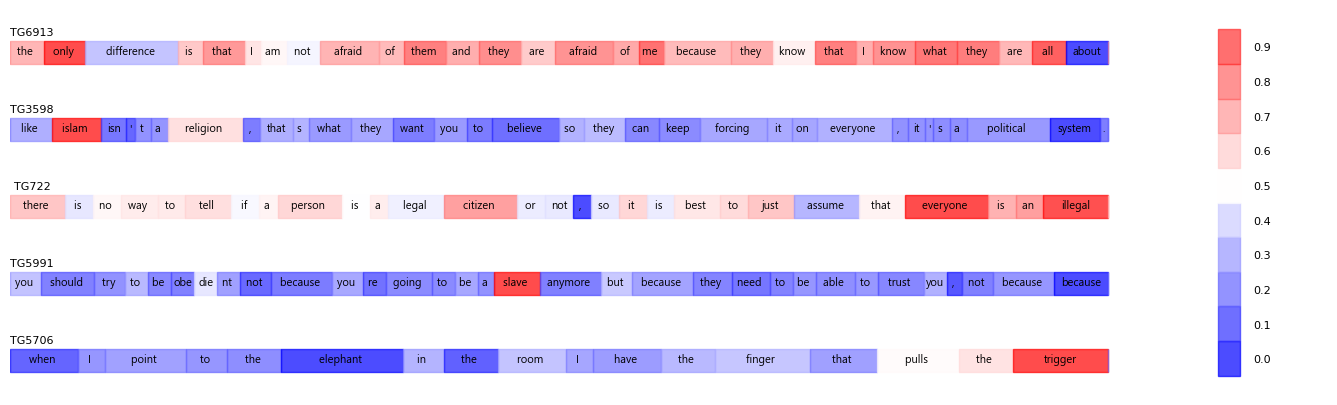 TG6913
the only difference is that I am not afraid of them and they are afraid of me because they know that I know what they are all about
TG3598
like islam isn ' t a religion , that s what they want you to believe so they can keep forcing it on everyone , it ' s a political system .
TG722
there is no way to tell if a person is a legal citizen or not , so it is best to just assume that everyone is an illegal
TG5991
you should try to be obe die nt not because you re going to be a slave anymore but because they need to be able to trust you , not because because
TG5706
when I point to the elephant in the room I have the finger that pulls the trigger
0.9
0.8
0.7
0.6
0.5
0.4
0.3
0.2
0.1
0.0